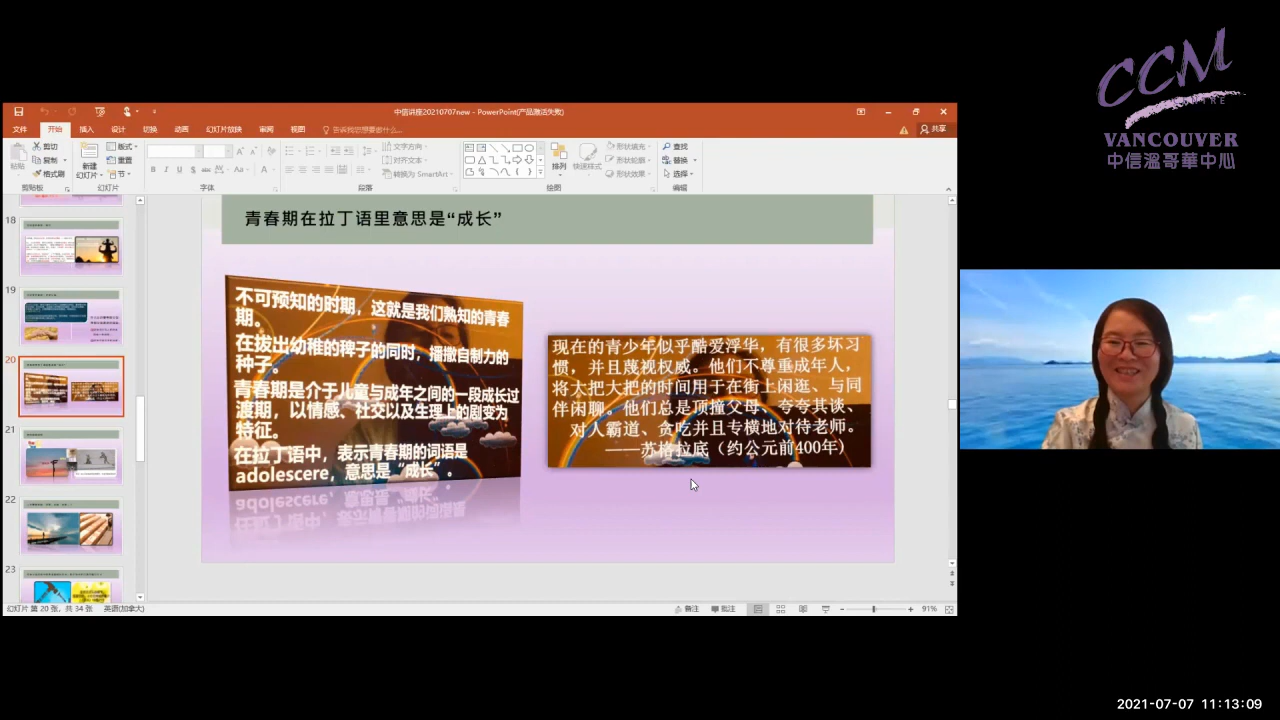 CCM
CENTRE
VANCOUVER
中信溫哥華中心
中信讲座20210707new - PowerPoint(产品激活失败)
文件 开始 插入 设计 切换 动画 幻灯片放映 审阅 视图 告诉我您想要做什么... 共享
粘贴 剪切 复制 格式刷 剪贴板
新建 幻灯片 版式 重置 节 幻灯片
B I U S abc AV Aa A 字体
文字方向 对齐文本 转换为 SmartArt 段落
排列 快速样式 形状填充 形状轮廓 形状效果 绘图
查找 替换 选择 编辑
18
19
20
21
22
23
青春期在拉丁语里意思是“成长”
不可预知的时期，这就是我们熟知的青春
期。
在拔出幼稚的稗子的同时，播撒自制力的
种子。
青春期是介于儿童与成年之间的一段成长过
渡期，以情感、社交以及生理上的剧变为
特征。
在拉丁语中，表示青春期的词语是
adolescere，意思是“成长”。
现在的青少年似乎酷爱浮华，有很多坏习
惯，并且蔑视权威。他们不尊重成年人，
将大把大把的时间用于在街上闲逛、与同
伴闲聊。他们总是顶撞父母、夸夸其谈、
对人霸道、贪吃并且专横地对待老师。
——苏格拉底（约公元前400年）
幻灯片 第 20 张，共 34 张 英语(加拿大)
备注 批注 91%
2021-07-07 11:13:09